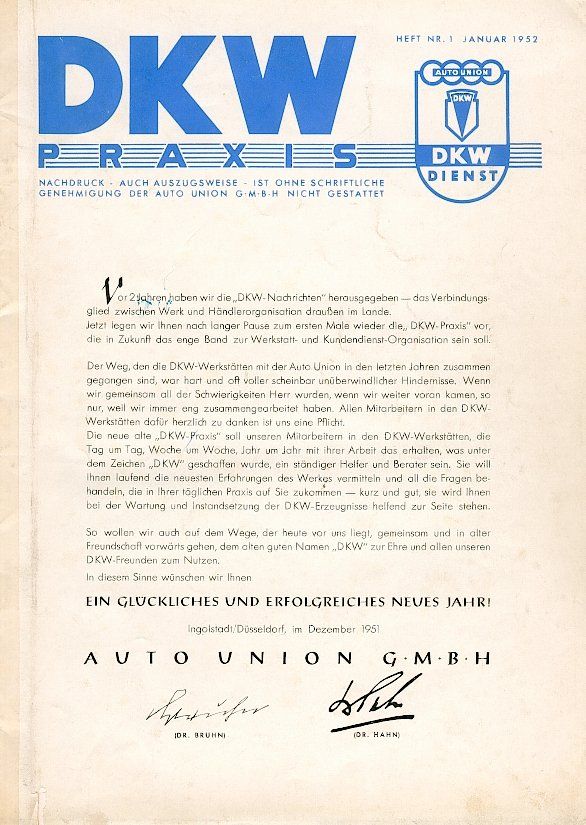 DKW
HEFT NR. 1 JANUAR 1952
AUTO UNION
DKW
DKW
DIENST
PRAXIS
NACHDRUCK - AUCH AUSZUGSWEISE - IST OHNE SCHRIFTLICHE
GENEHMIGUNG DER AUTO UNION G·M·B·H NICHT GESTATTET
Vor 2 Jahren haben wir die „DKW-Nachrichten" herausgegeben — das Verbindungs-
glied zwischen Werk und Händlerorganisation draußen im Lande.
Jetzt legen wir Ihnen nach langer Pause zum ersten Male wieder die „DKW-Praxis" vor,
die in Zukunft das enge Band zur Werkstatt- und Kundendienst-Organisation sein soll.
Der Weg, den die DKW-Werkstätten mit der Auto Union in den letzten Jahren zusammen
gegangen sind, war hart und oft voller scheinbar unüberwindlicher Hindernisse. Wenn
wir gemeinsam all der Schwierigkeiten Herr wurden, wenn wir weiter voran kamen, so
nur, weil wir immer eng zusammengearbeitet haben. Allen Mitarbeitern in den DKW-
Werkstätten dafür herzlich zu danken ist uns eine Pflicht.
Die neue alte „DKW-Praxis" soll unseren Mitarbeitern in den DKW-Werkstätten, die
Tag um Tag, Woche um Woche, Jahr um Jahr mit ihrer Arbeit das erhalten, was unter
dem Zeichen „DKW" geschaffen wurde, ein ständiger Helfer und Berater sein. Sie will
Ihnen laufend die neuesten Erfahrungen des Werkes vermitteln und all die Fragen be-
handeln, die in Ihrer täglichen Praxis auf Sie zukommen — kurz und gut, sie wird Ihnen
bei der Wartung und Instandsetzung der DKW-Erzeugnisse helfend zur Seite stehen.
So wollen wir auch auf dem Wege, der heute vor uns liegt, gemeinsam und in alter
Freundschaft vorwärts gehen, dem alten guten Namen „DKW" zur Ehre und allen unseren
DKW-Freunden zum Nutzen.
In diesem Sinne wünschen wir Ihnen
EIN GLÜCKLICHES UND ERFOLGREICHES NEUES JAHR!
Ingolstadt/Düsseldorf, im Dezember 1951
AUTO UNION G·M·B·H
(DR. BRUHN)
(DR. HAHN)